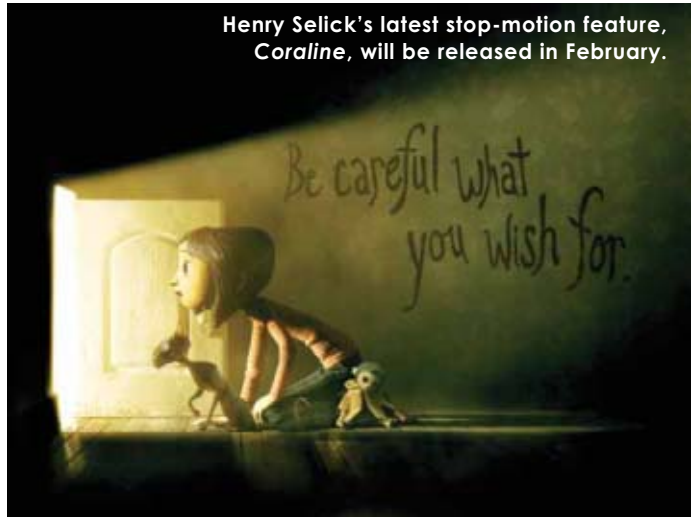 Henry Selick’s latest stop-motion feature,
Coraline, will be released in February.
Be careful what
you wish for.